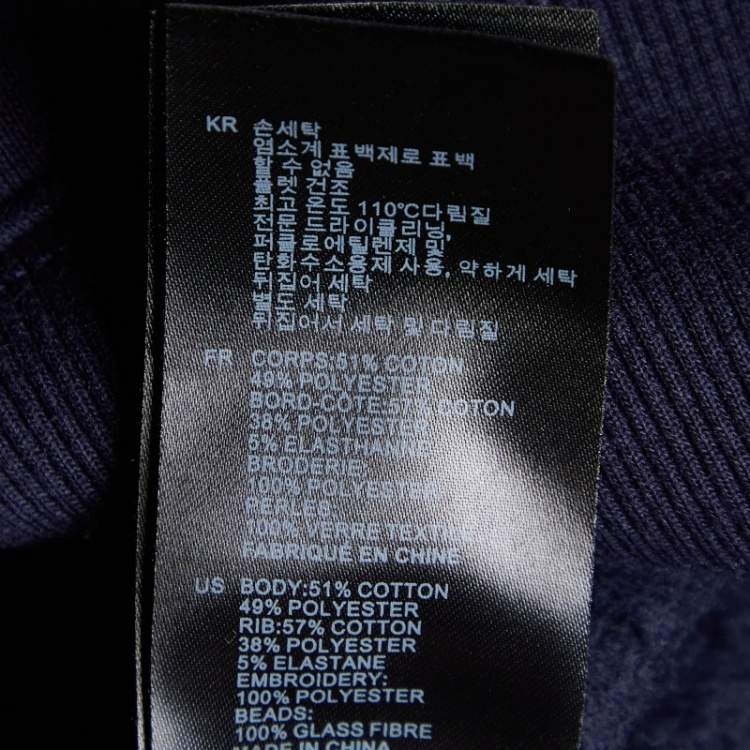 KR 손세탁
염소계 표백제로 표백
할 수 없음
텀블 건조
최고 온도 110°C다림질
전문 드라이클리닝,
퍼클로로에틸렌제 및
탄화수소용제 사용, 약하게 세탁
뒤집어 세탁
별도 세탁
뒤집어서 세탁 및 다림질
FR CORPS:51% COTON
49% POLYESTER
BORD-COTE:57% COTON
38% POLYESTER
5% ELASTHANNE
BRODERIE:
100% POLYESTER
PERLES:
100% VERRE TEXTILE
FABRIQUÉ EN CHINE
US BODY:51% COTTON
49% POLYESTER
RIB:57% COTTON
38% POLYESTER
5% ELASTANE
EMBROIDERY:
100% POLYESTER
BEADS:
100% GLASS FIBRE
MADE IN CHINA